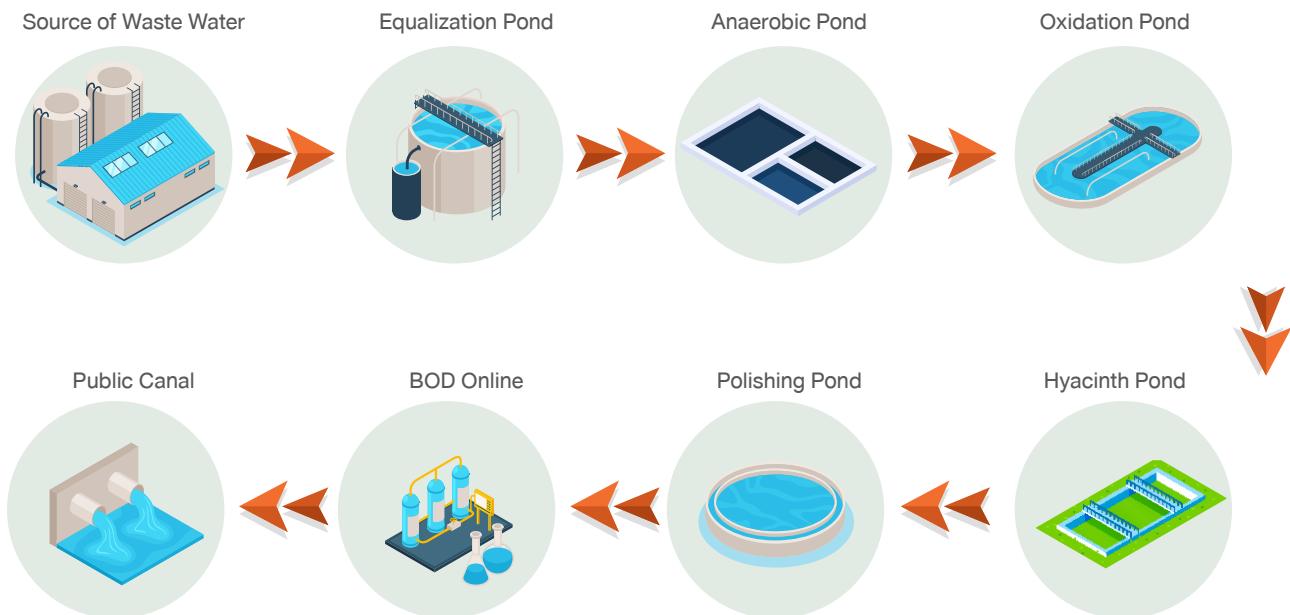 Source of Waste Water
Equalization Pond
Anaerobic Pond
Oxidation Pond
Public Canal
BOD Online
Polishing Pond
Hyacinth Pond